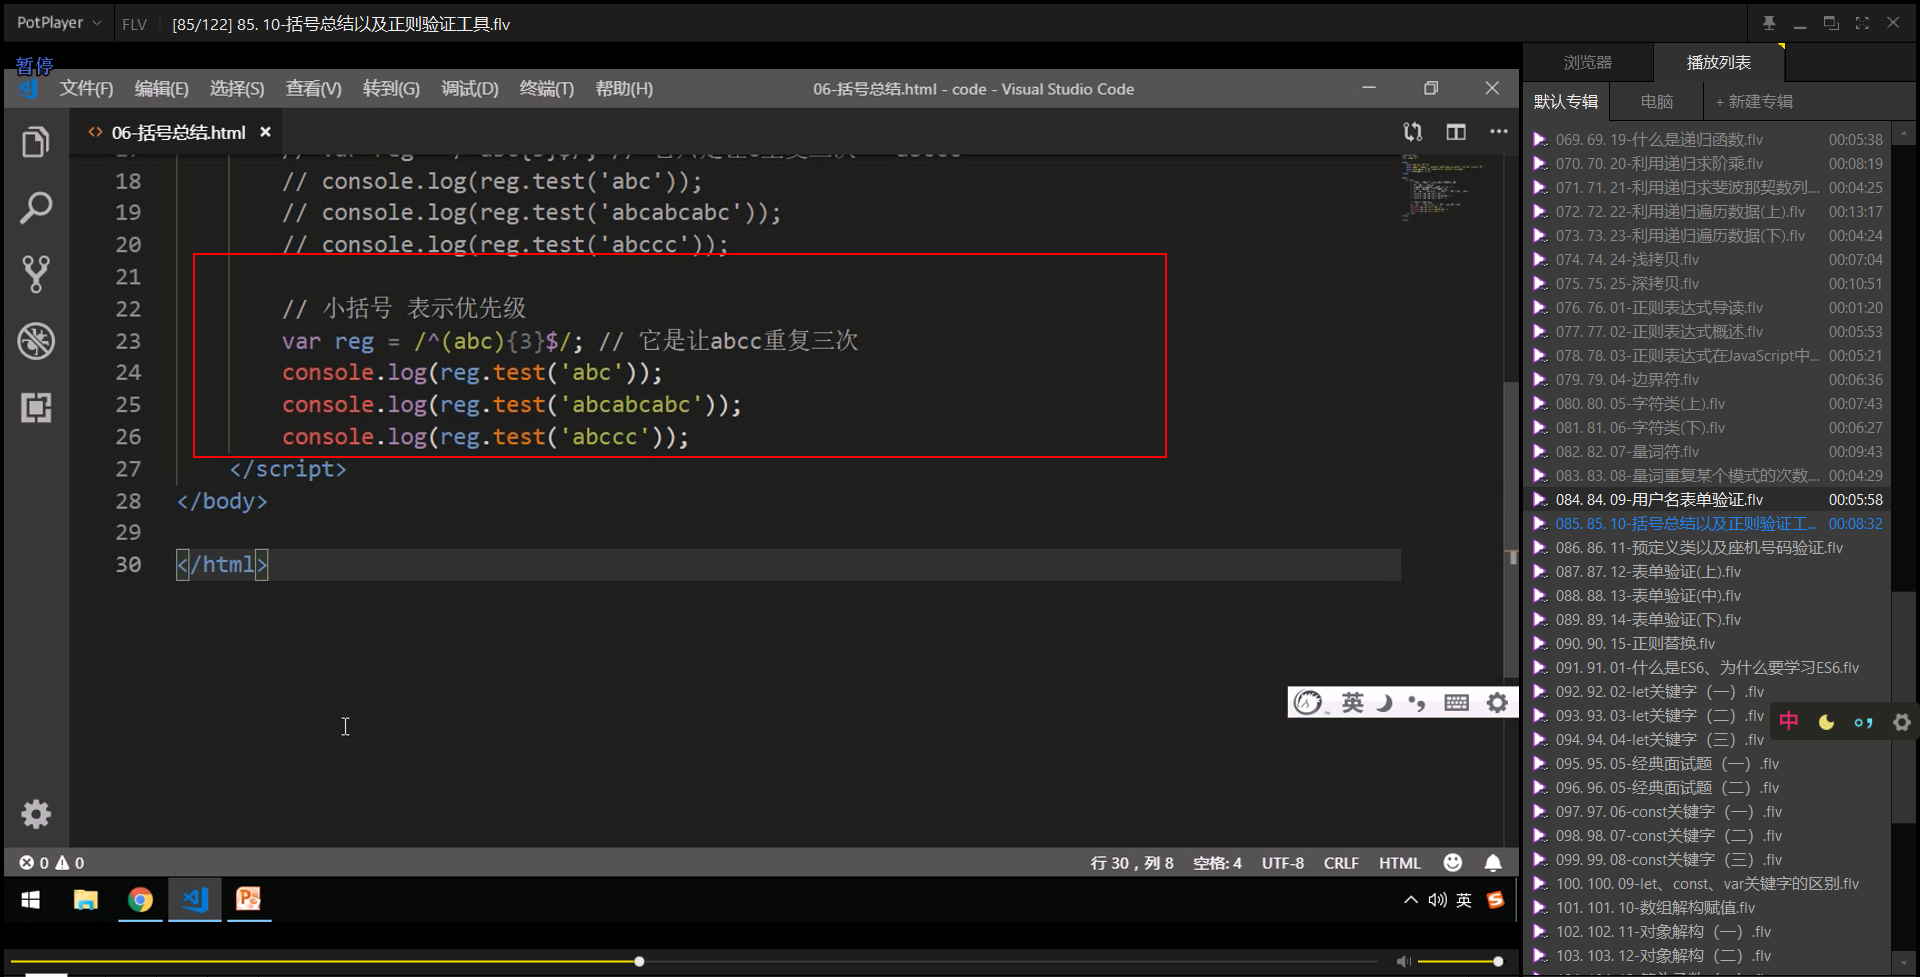 PotPlayer FLV [85/122] 85. 10-括号总结以及正则验证工具.flv
暂停
文件(F) 编辑(E) 选择(S) 查看(V) 转到(G) 调试(D) 终端(T) 帮助(H) 06-括号总结.html - code - Visual Studio Code
06-括号总结.html
18 // console.log(reg.test('abc'));
19 // console.log(reg.test('abcabcabc'));
20 // console.log(reg.test('abccc'));
21
22 // 小括号 表示优先级
23 var reg = /^(abc){3}$/; // 它是让abcc重复三次
24 console.log(reg.test('abc'));
25 console.log(reg.test('abcabcabc'));
26 console.log(reg.test('abccc'));
27 </script>
28 </body>
29
30 </html>
英
0 0 行 30，列 8 空格: 4 UTF-8 CRLF HTML
英
浏览器 播放列表
默认专辑 电脑 + 新建专辑
069. 69. 19-什么是递归函数.flv 00:05:38
070. 70. 20-利用递归求阶乘.flv 00:08:19
071. 71. 21-利用递归求斐波那契数列.... 00:04:25
072. 72. 22-利用递归遍历数据(上).flv 00:13:17
073. 73. 23-利用递归遍历数据(下).flv 00:04:24
074. 74. 24-浅拷贝.flv 00:07:04
075. 75. 25-深拷贝.flv 00:10:51
076. 76. 01-正则表达式导读.flv 00:01:20
077. 77. 02-正则表达式概述.flv 00:05:53
078. 78. 03-正则表达式在JavaScript中... 00:05:21
079. 79. 04-边界符.flv 00:06:36
080. 80. 05-字符类(上).flv 00:07:43
081. 81. 06-字符类(下).flv 00:06:27
082. 82. 07-量词符.flv 00:09:43
083. 83. 08-量词重复某个模式的次数.... 00:04:29
084. 84. 09-用户名表单验证.flv 00:05:58
085. 85. 10-括号总结以及正则验证工... 00:08:32
086. 86. 11-预定义类以及座机号码验证.flv
087. 87. 12-表单验证(上).flv
088. 88. 13-表单验证(中).flv
089. 89. 14-表单验证(下).flv
090. 90. 15-正则替换.flv
091. 91. 01-什么是ES6、为什么要学习ES6.flv
092. 92. 02-let关键字（一）.flv
093. 93. 03-let关键字（二）.flv
中
094. 94. 04-let关键字（三）.flv
095. 95. 05-经典面试题（一）.flv
096. 96. 05-经典面试题（二）.flv
097. 97. 06-const关键字（一）.flv
098. 98. 07-const关键字（二）.flv
099. 99. 08-const关键字（三）.flv
100. 100. 09-let、const、var关键字的区别.flv
101. 101. 10-数组解构赋值.flv
102. 102. 11-对象解构（一）.flv
103. 103. 12-对象解构（二）.flv